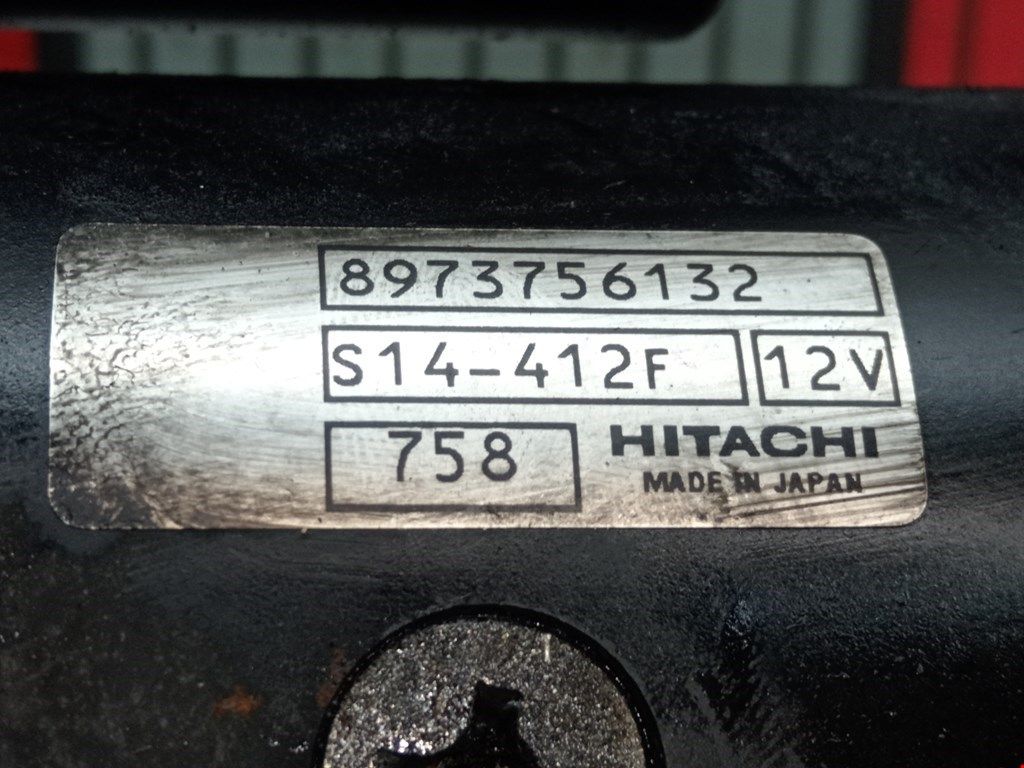 8973756132
S14-412F 12V
758 HITACHI
MADE IN JAPAN